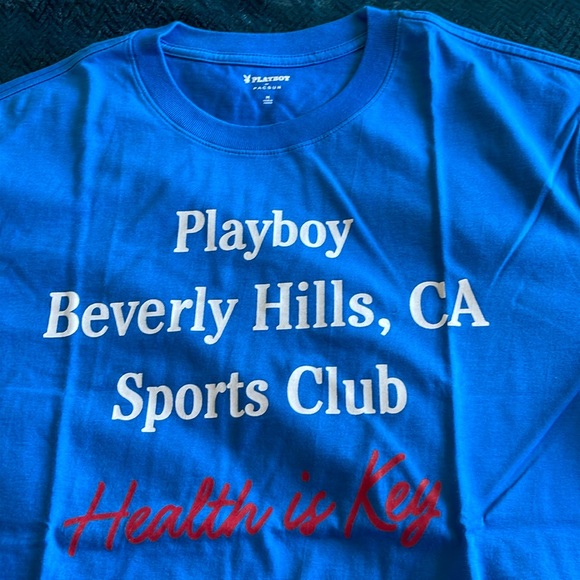 PLAYBOY
PACSUN
Playboy
Beverly Hills, CA
Sports Club
Health is Key